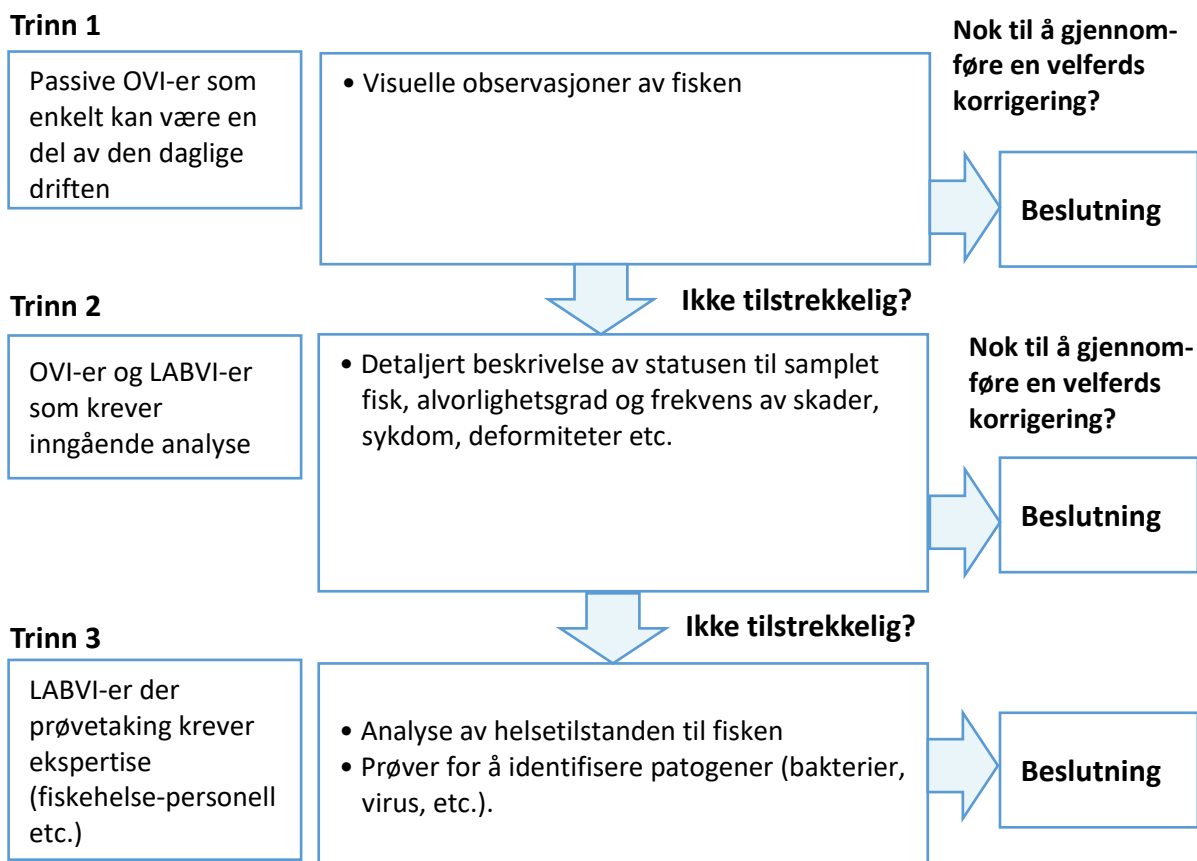 Trinn 1
Passive OVI-er som
enkelt kan være en
del av den daglige
driften
• Visuelle observasjoner av fisken
Nok til å gjennom-
føre en velferds
korrigering?
Beslutning
Ikke tilstrekkelig?
Trinn 2
OVI-er og LABVI-er
som krever
inngående analyse
• Detaljert beskrivelse av statusen til samplet
fisk, alvorlighetsgrad og frekvens av skader,
sykdom, deformiteter etc.
Nok til å gjennom-
føre en velferds
korrigering?
Beslutning
Ikke tilstrekkelig?
Trinn 3
LABVI-er der
prøvetaking krever
ekspertise
(fiskehelse-personell
etc.)
• Analyse av helsetilstanden til fisken
• Prøver for å identifisere patogener (bakterier,
virus, etc.).
Beslutning